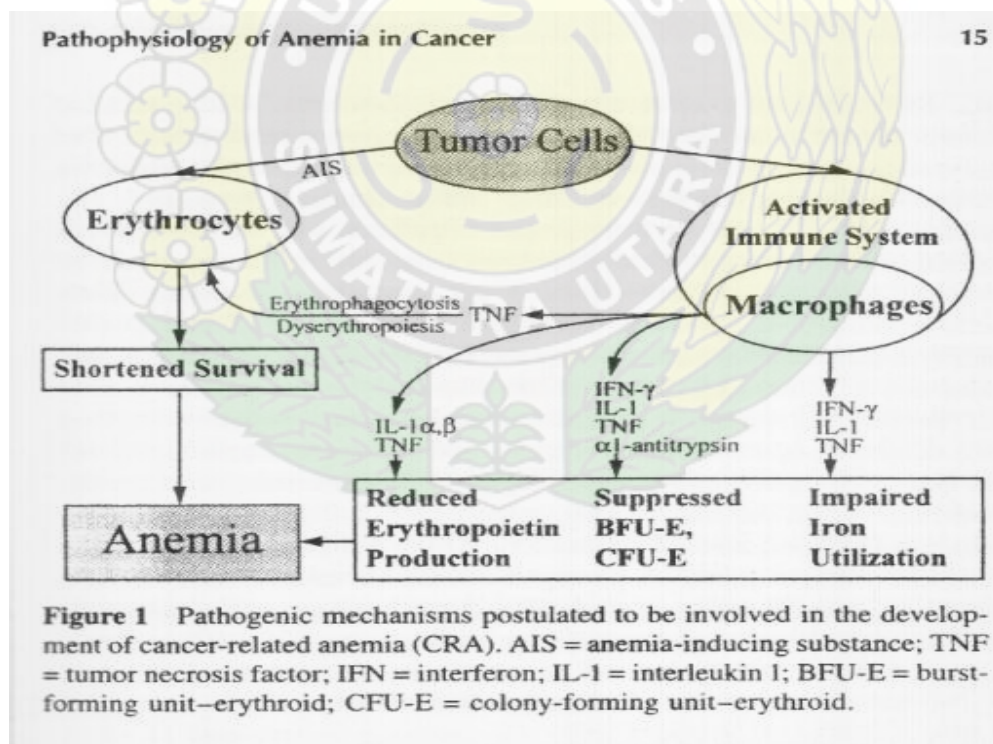 Pathophysiology of Anemia in Cancer 15
Tumor Cells
AIS
Erythrocytes
Activated
Immune System
Macrophages
Erythrophagocytosis
Dyserythropoiesis
TNF
Shortened Survival
IL-1α,β
TNF
IFN-γ
IL-1
TNF
α1-antitrypsin
IFN-γ
IL-1
TNF
Reduced
Erythropoietin
Production
Suppressed
BFU-E,
CFU-E
Impaired
Iron
Utilization
Anemia
Figure 1 Pathogenic mechanisms postulated to be involved in the develop-
ment of cancer-related anemia (CRA). AIS = anemia-inducing substance; TNF
= tumor necrosis factor; IFN = interferon; IL-1 = interleukin 1; BFU-E = burst-
forming unit–erythroid; CFU-E = colony-forming unit–erythroid.
SUMATERA UTARA